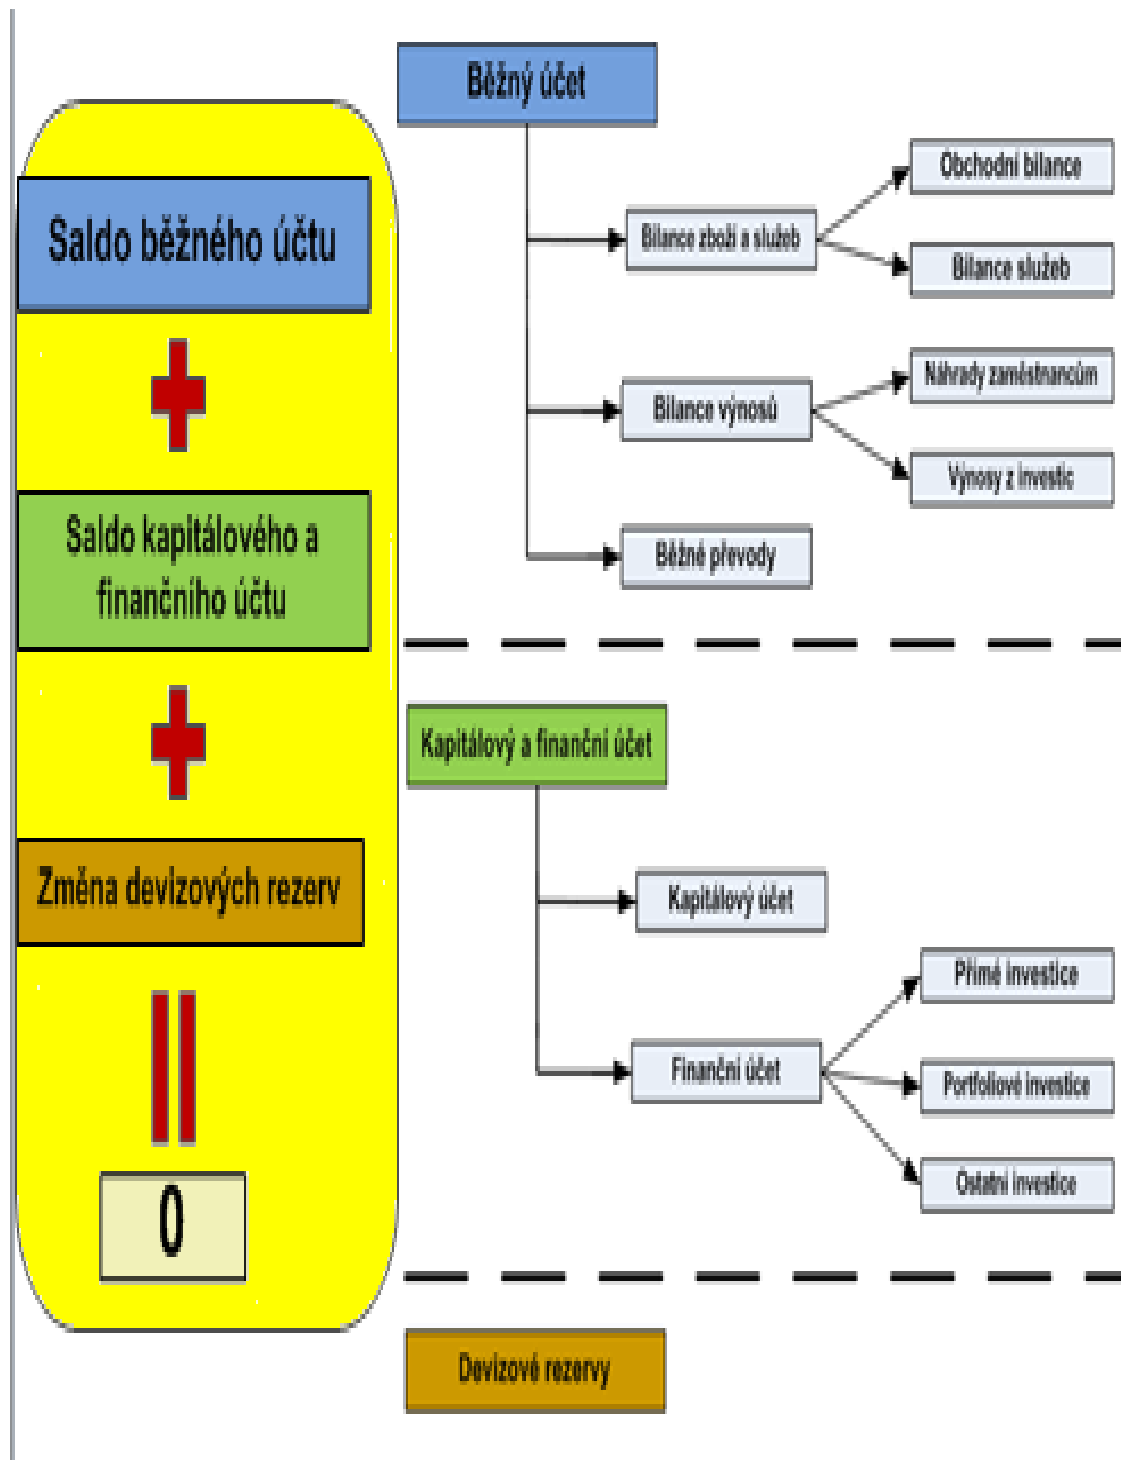 Saldo běžného účtu
Saldo kapitálového a
finančního účtu
Změna devizových rezerv
0
Běžný účet
Bilance zboží a služeb
Obchodní bilance
Bilance služeb
Bilance výnosů
Náhrady zaměstnancům
Výnosy z investic
Běžné převody
Kapitálový a finanční účet
Kapitálový účet
Finanční účet
Přímé investice
Portfoliové investice
Ostatní investice
Devizové rezervy